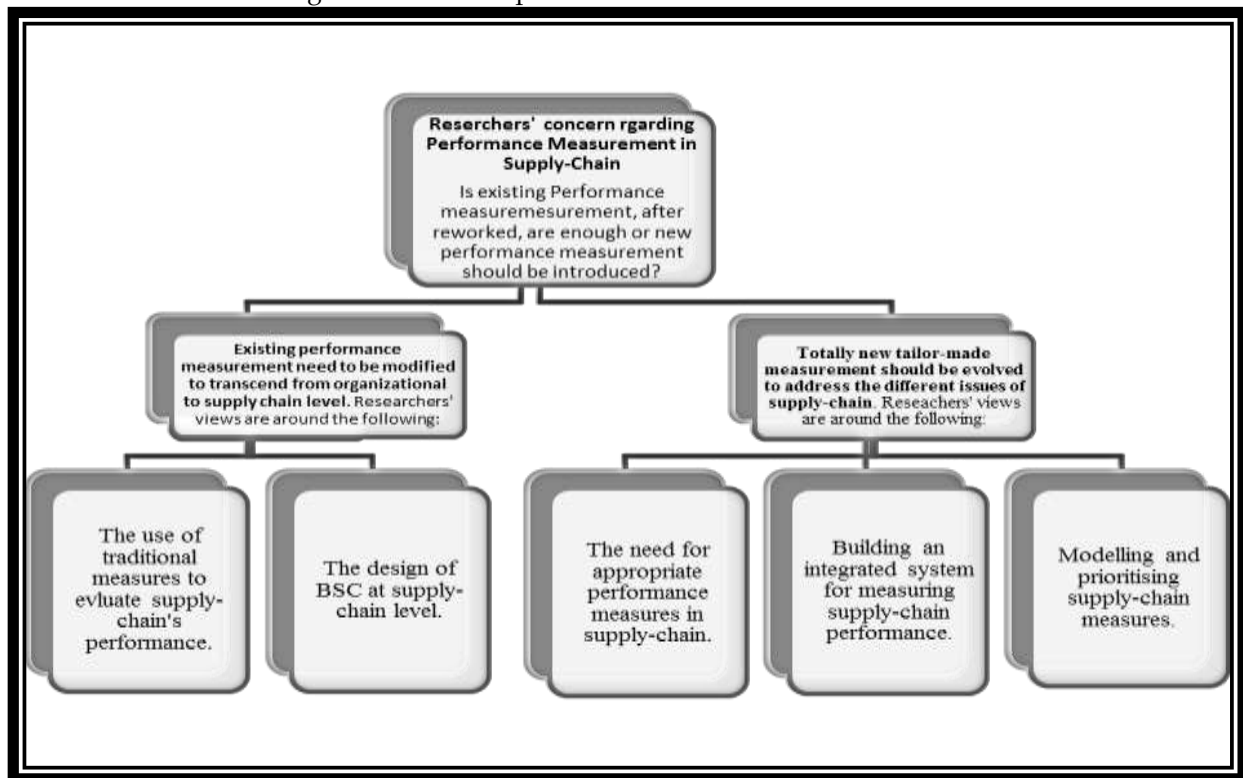 Reserchers' concern rgarding
Performance Measurement in
Supply-Chain
Is existing Performance
measuremesurement, after
reworked, are enough or new
performance measurement
should be introduced?
Existing performance
measurement need to be modified
to transcend from organizational
to supply chain level. Researchers'
views are around the following:
Totally new tailor-made
measurement should be evolved
to address the different issues of
supply-chain. Reseachers' views
are around the following:
The use of
traditional
measures to
evluate supply-
chain's
performance.
The design of
BSC at supply-
chain level.
The need for
appropriate
performance
measures in
supply-chain.
Building an
integrated system
for measuring
supply-chain
performance.
Modelling and
prioritising
supply-chain
measures.